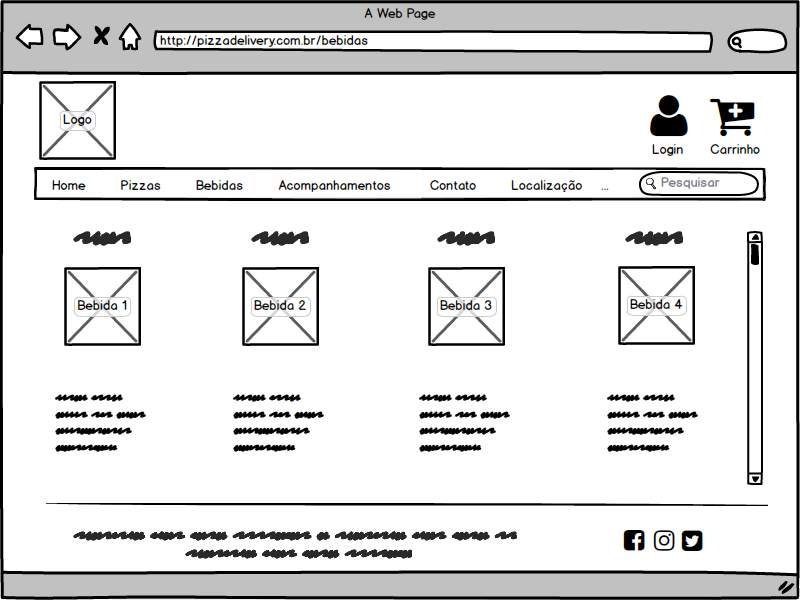 A Web Page
http://pizzadelivery.com.br/bebidas
Logo
Login
Carrinho
Home Pizzas Bebidas Acompanhamentos Contato Localização ... Pesquisar
Bebida 1 Bebida 2 Bebida 3 Bebida 4